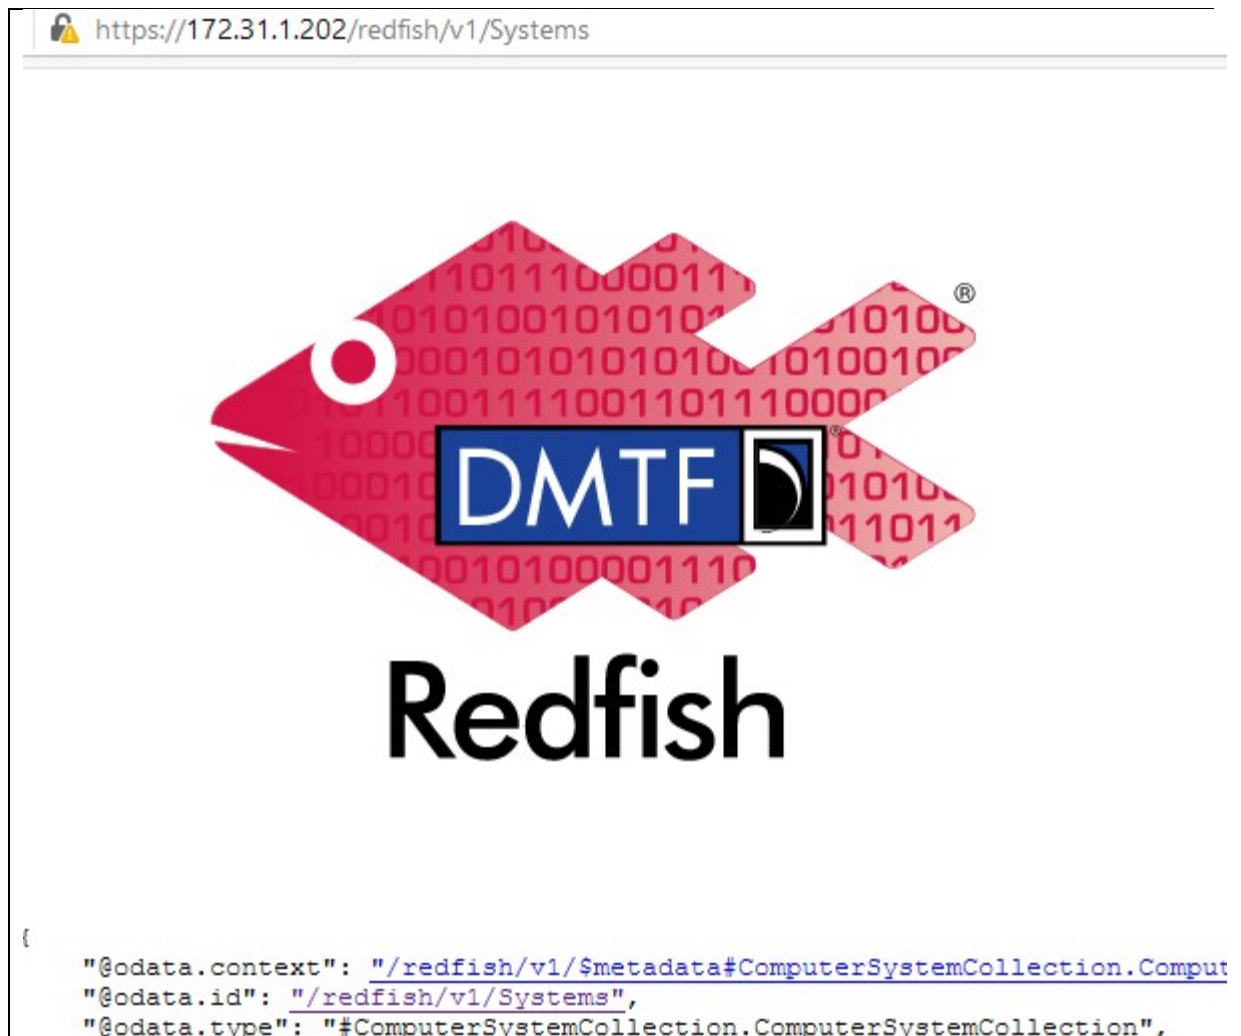 https://172.31.1.202/redfish/v1/Systems
®
DMTF
®
Redfish
{
"@odata.context": "/redfish/v1/$metadata#ComputerSystemCollection.Comput
"@odata.id": "/redfish/v1/Systems",
"@odata.type": "#ComputerSystemCollection.ComputerSystemCollection",